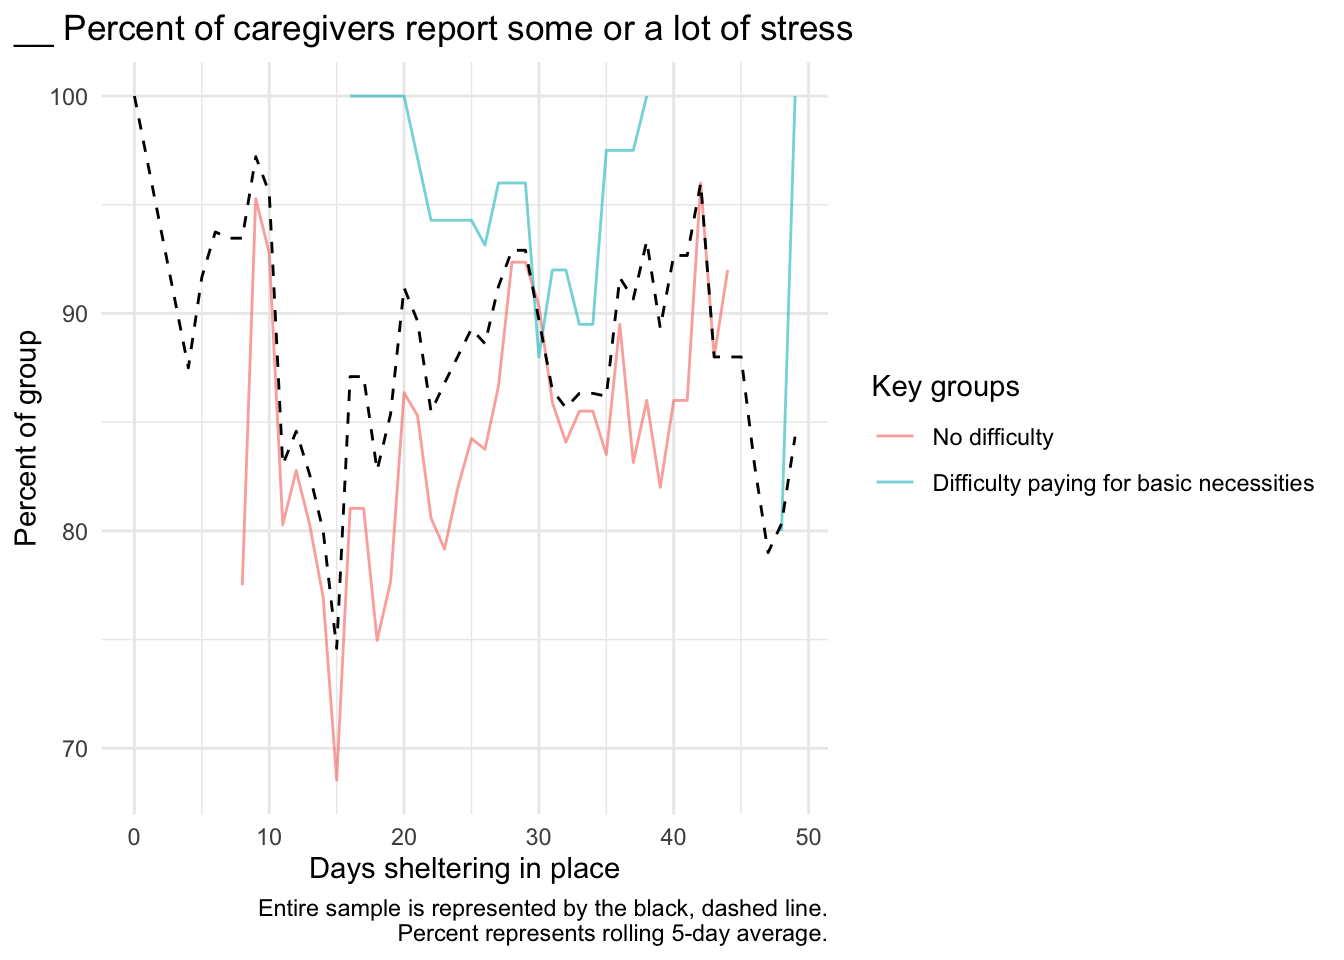 __ Percent of caregivers report some or a lot of stress
100
90
80
70
Percent of group
0 10 20 30 40 50
Days sheltering in place
Entire sample is represented by the black, dashed line.
Percent represents rolling 5-day average.
Key groups
No difficulty
Difficulty paying for basic necessities